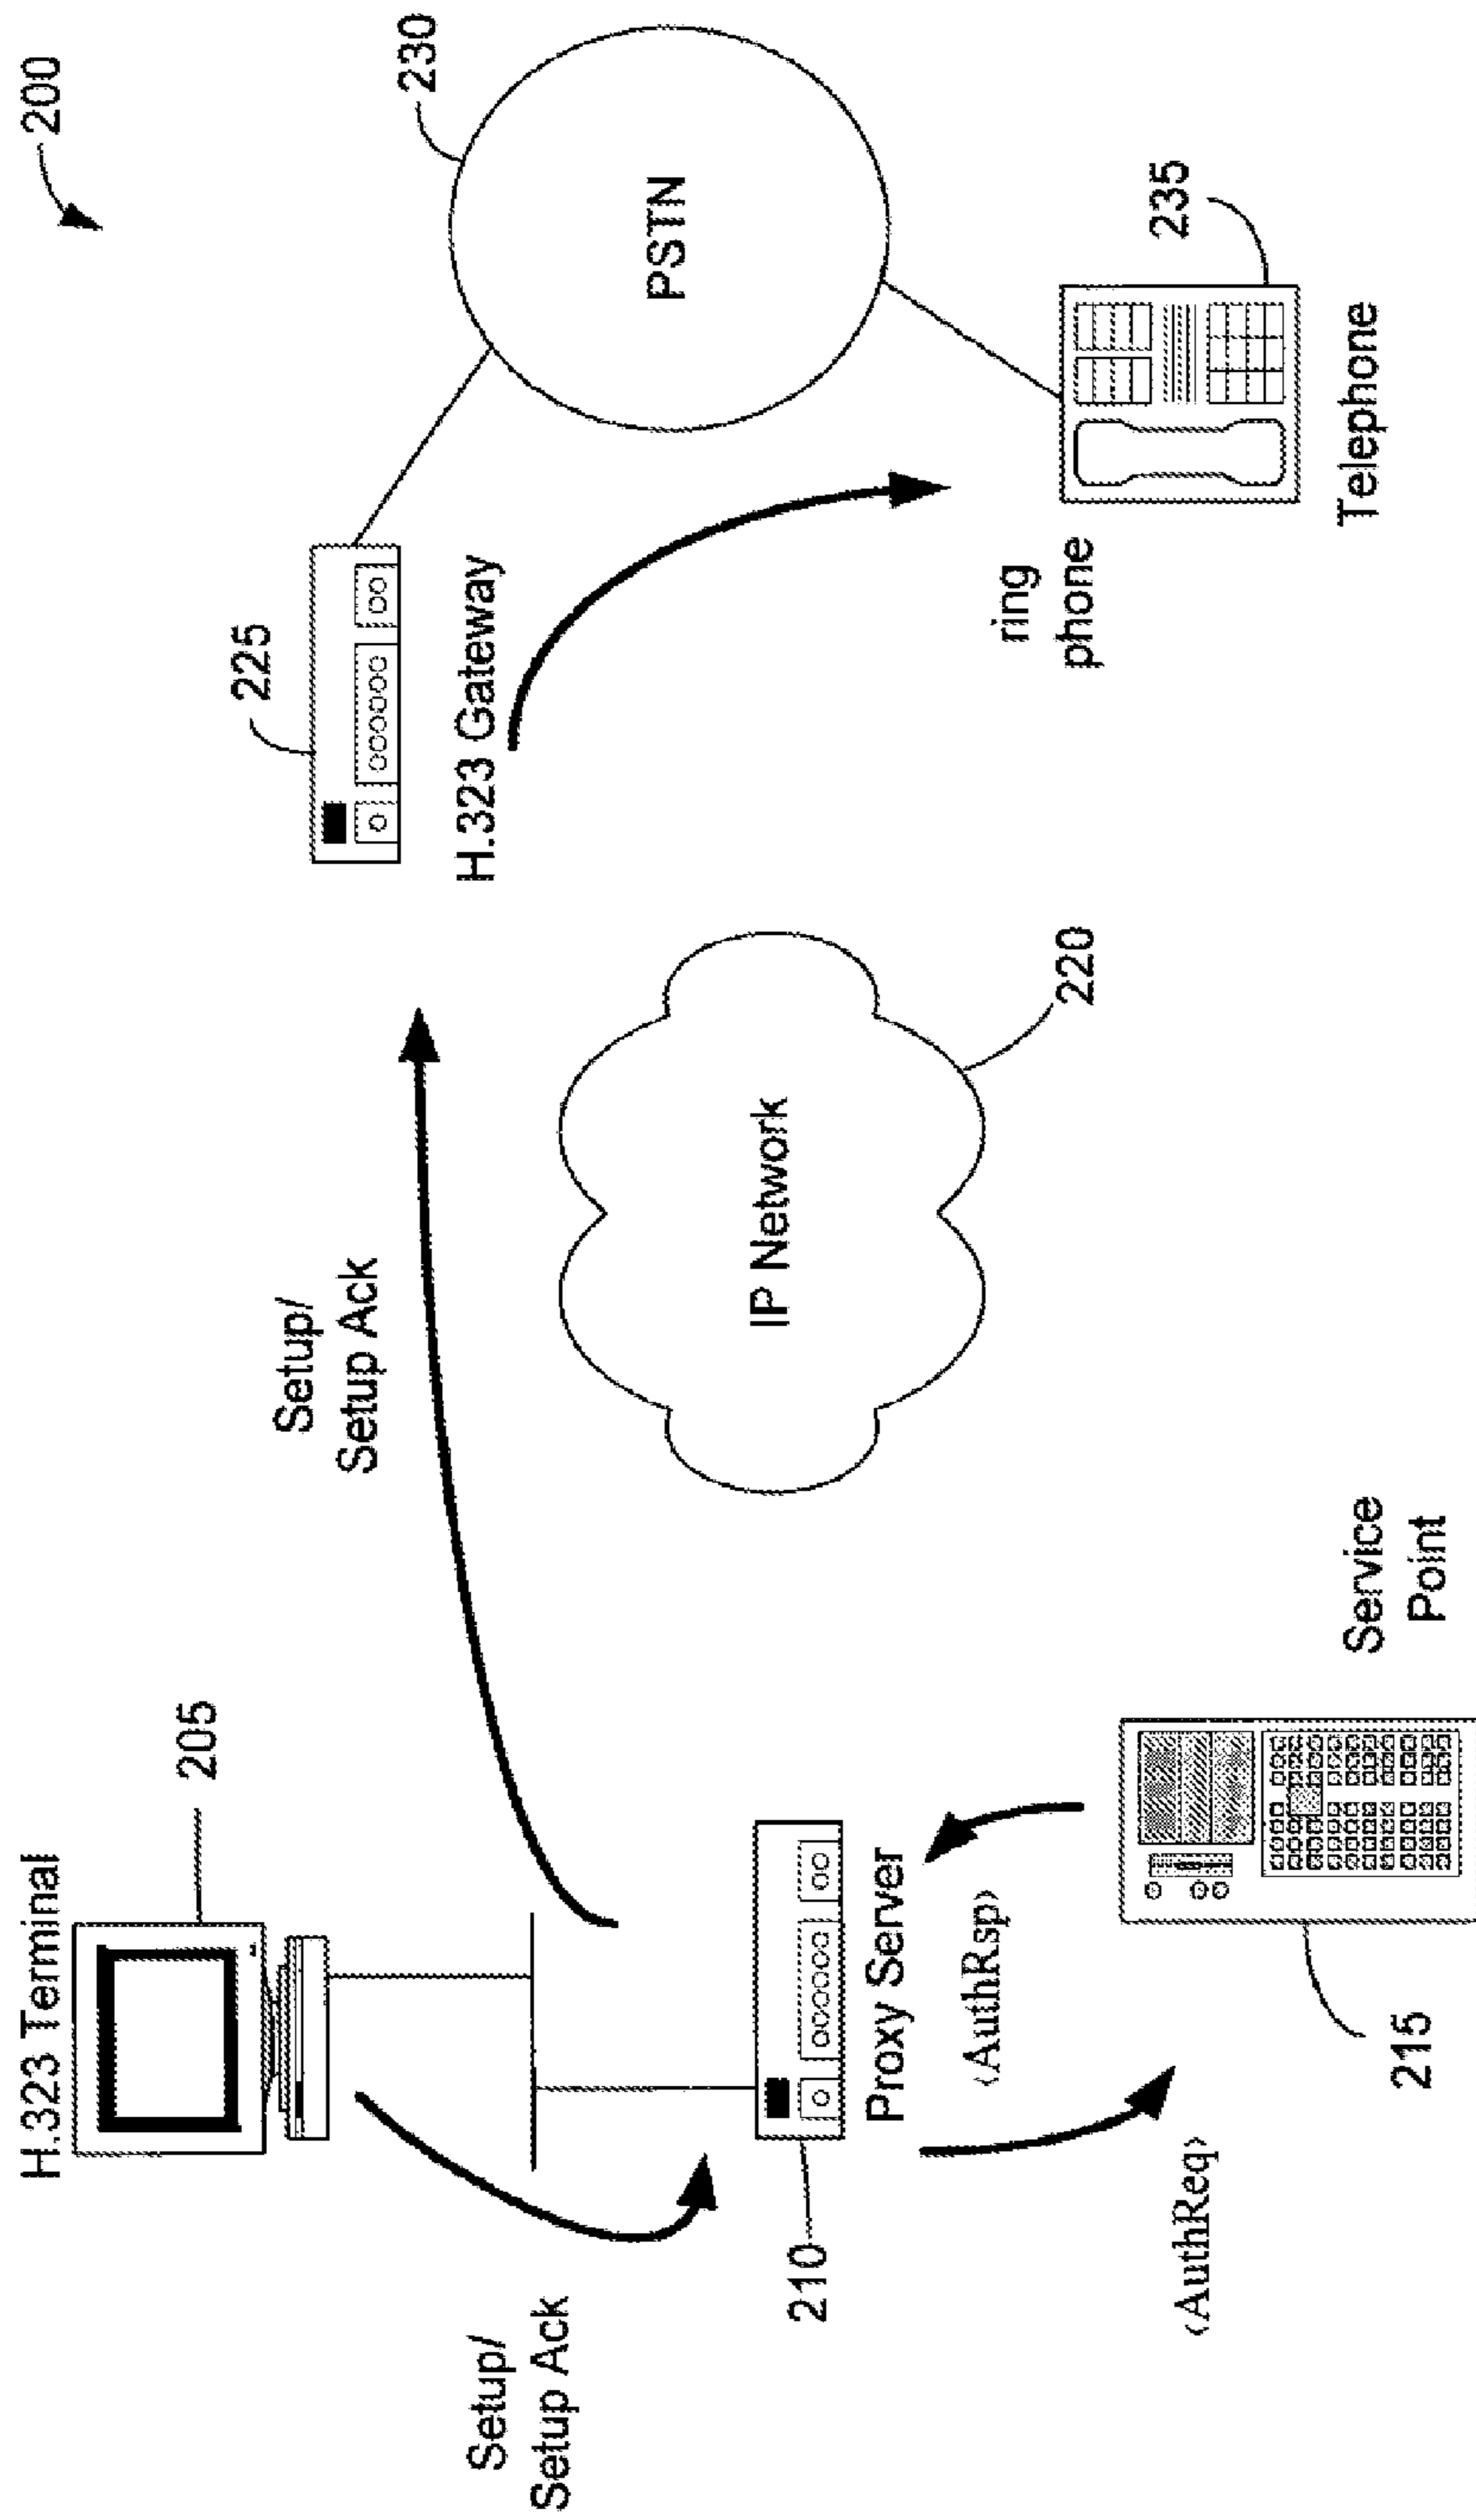 200
H.323 Terminal
205
Setup/
Setup Ack
210
Proxy Server
‹AuthReq›
‹AuthRsp›
215
Service
Point
Setup/
Setup Ack
IP Network
220
225
H.323 Gateway
230
PSTN
ring
phone
235
Telephone